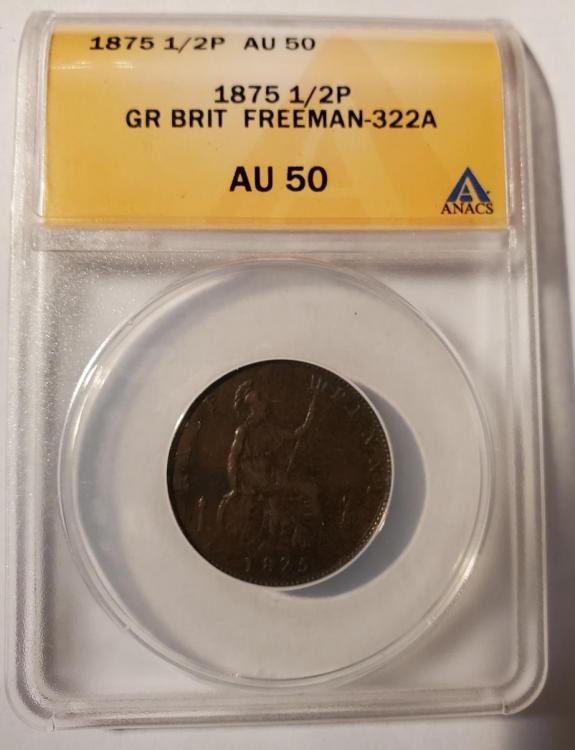 1875 1/2P AU 50
1875 1/2P
GR BRIT FREEMAN-322A
AU 50
ANACS
1875